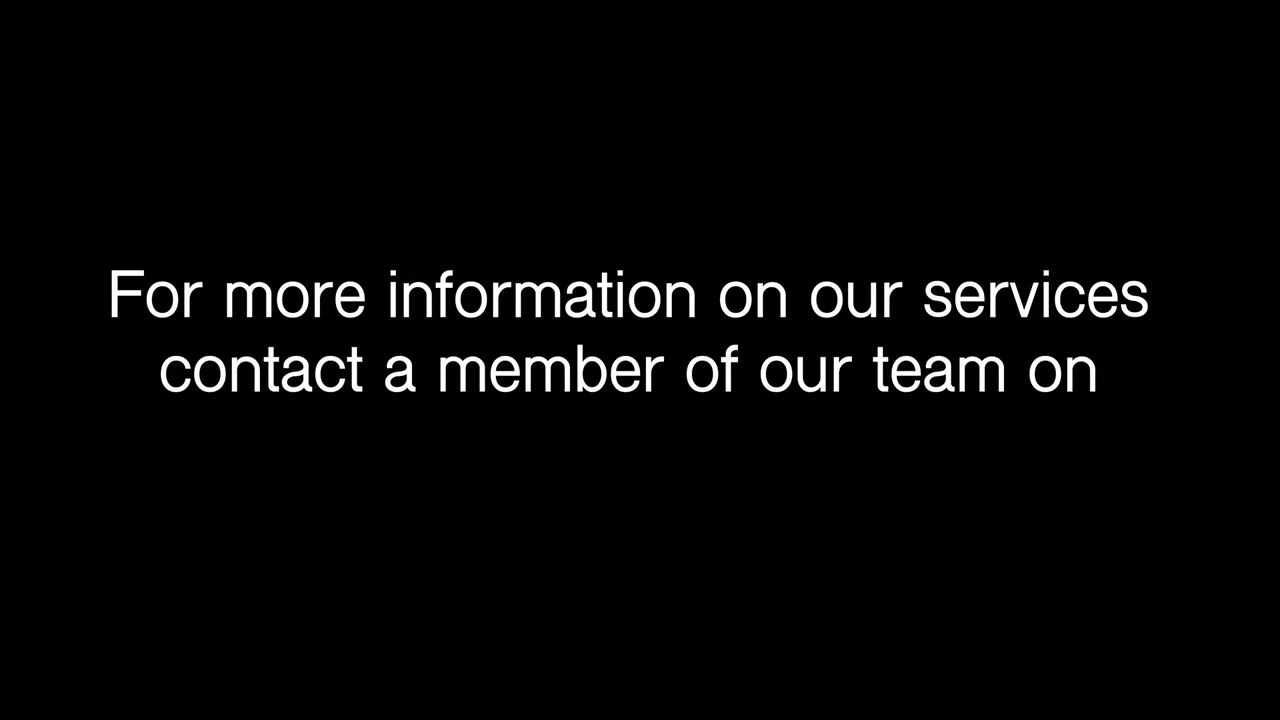 For more information on our services
contact a member of our team on